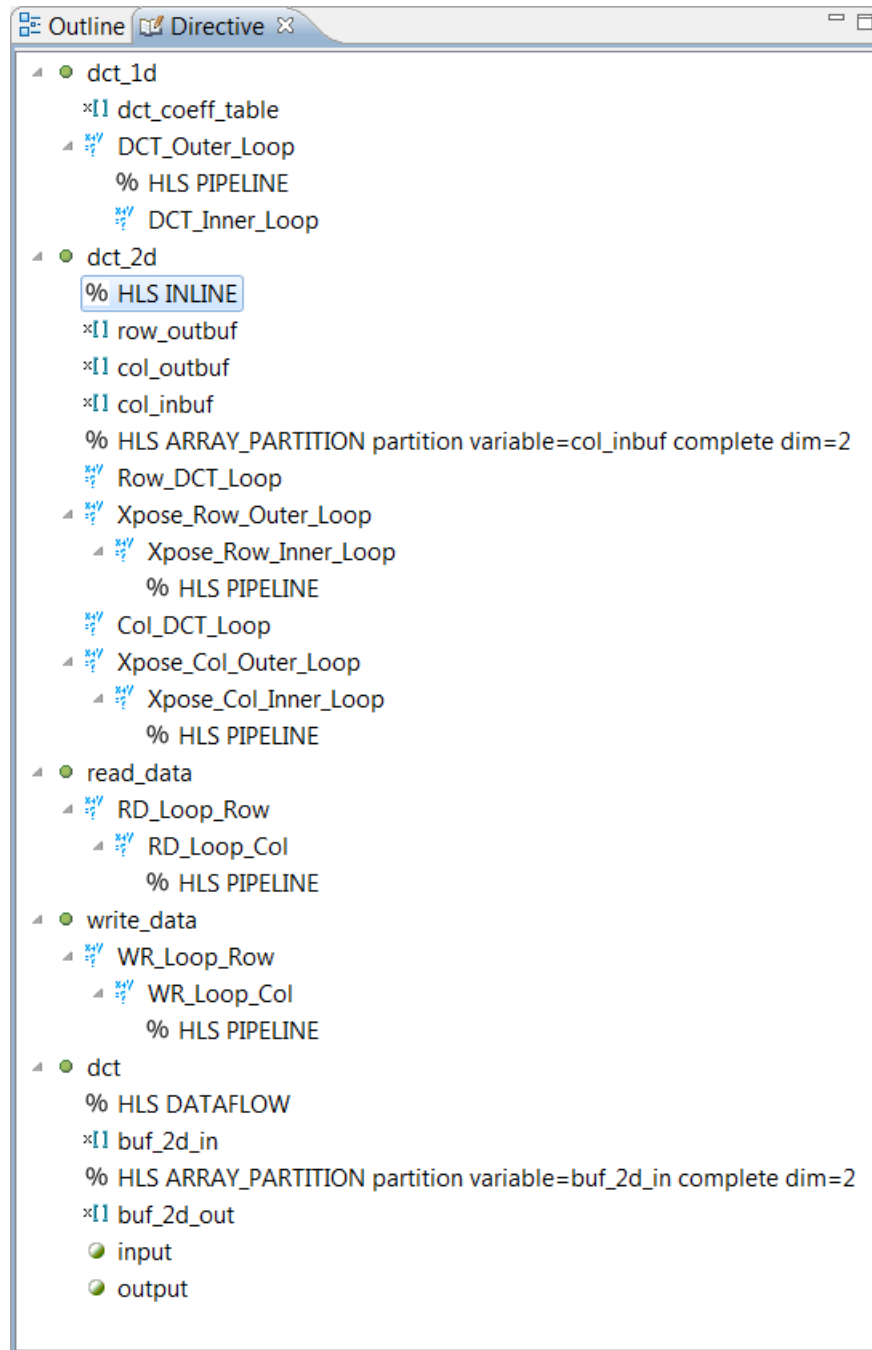 Outline Directive
dct_1d
x[] dct_coeff_table
DCT_Outer_Loop
% HLS PIPELINE
DCT_Inner_Loop
dct_2d
% HLS INLINE
x[] row_outbuf
x[] col_outbuf
x[] col_inbuf
% HLS ARRAY_PARTITION partition variable=col_inbuf complete dim=2
Row_DCT_Loop
Xpose_Row_Outer_Loop
Xpose_Row_Inner_Loop
% HLS PIPELINE
Col_DCT_Loop
Xpose_Col_Outer_Loop
Xpose_Col_Inner_Loop
% HLS PIPELINE
read_data
RD_Loop_Row
RD_Loop_Col
% HLS PIPELINE
write_data
WR_Loop_Row
WR_Loop_Col
% HLS PIPELINE
dct
% HLS DATAFLOW
x[] buf_2d_in
% HLS ARRAY_PARTITION partition variable=buf_2d_in complete dim=2
x[] buf_2d_out
input
output